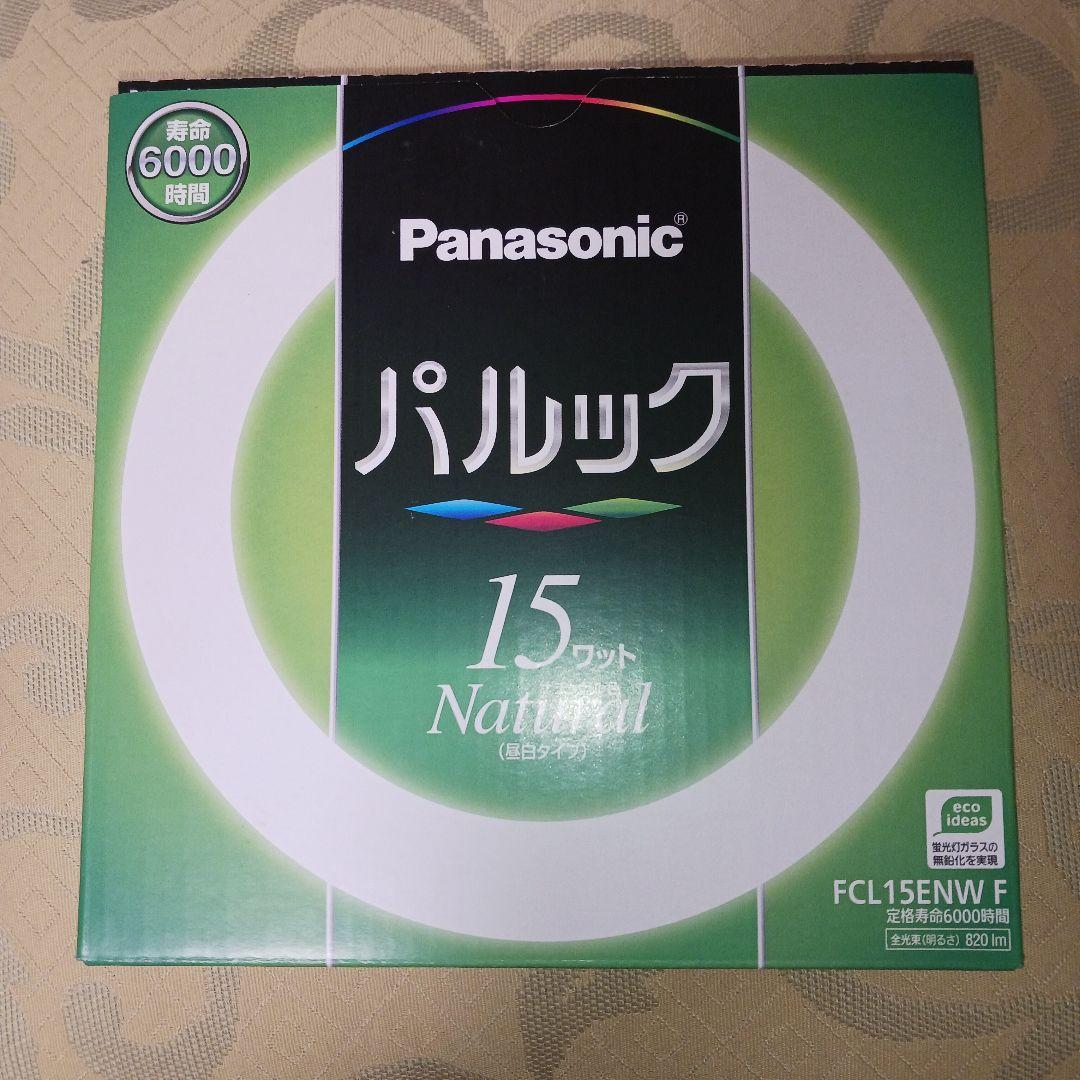 寿命
6000
時間
Panasonic®
パルック
15ワット
Natural
(昼白タイプ)
eco
ideas
蛍光灯ガラスの
無鉛化を実現
FCL15ENW F
定格寿命6000時間
全光束(明るさ) 820 lm